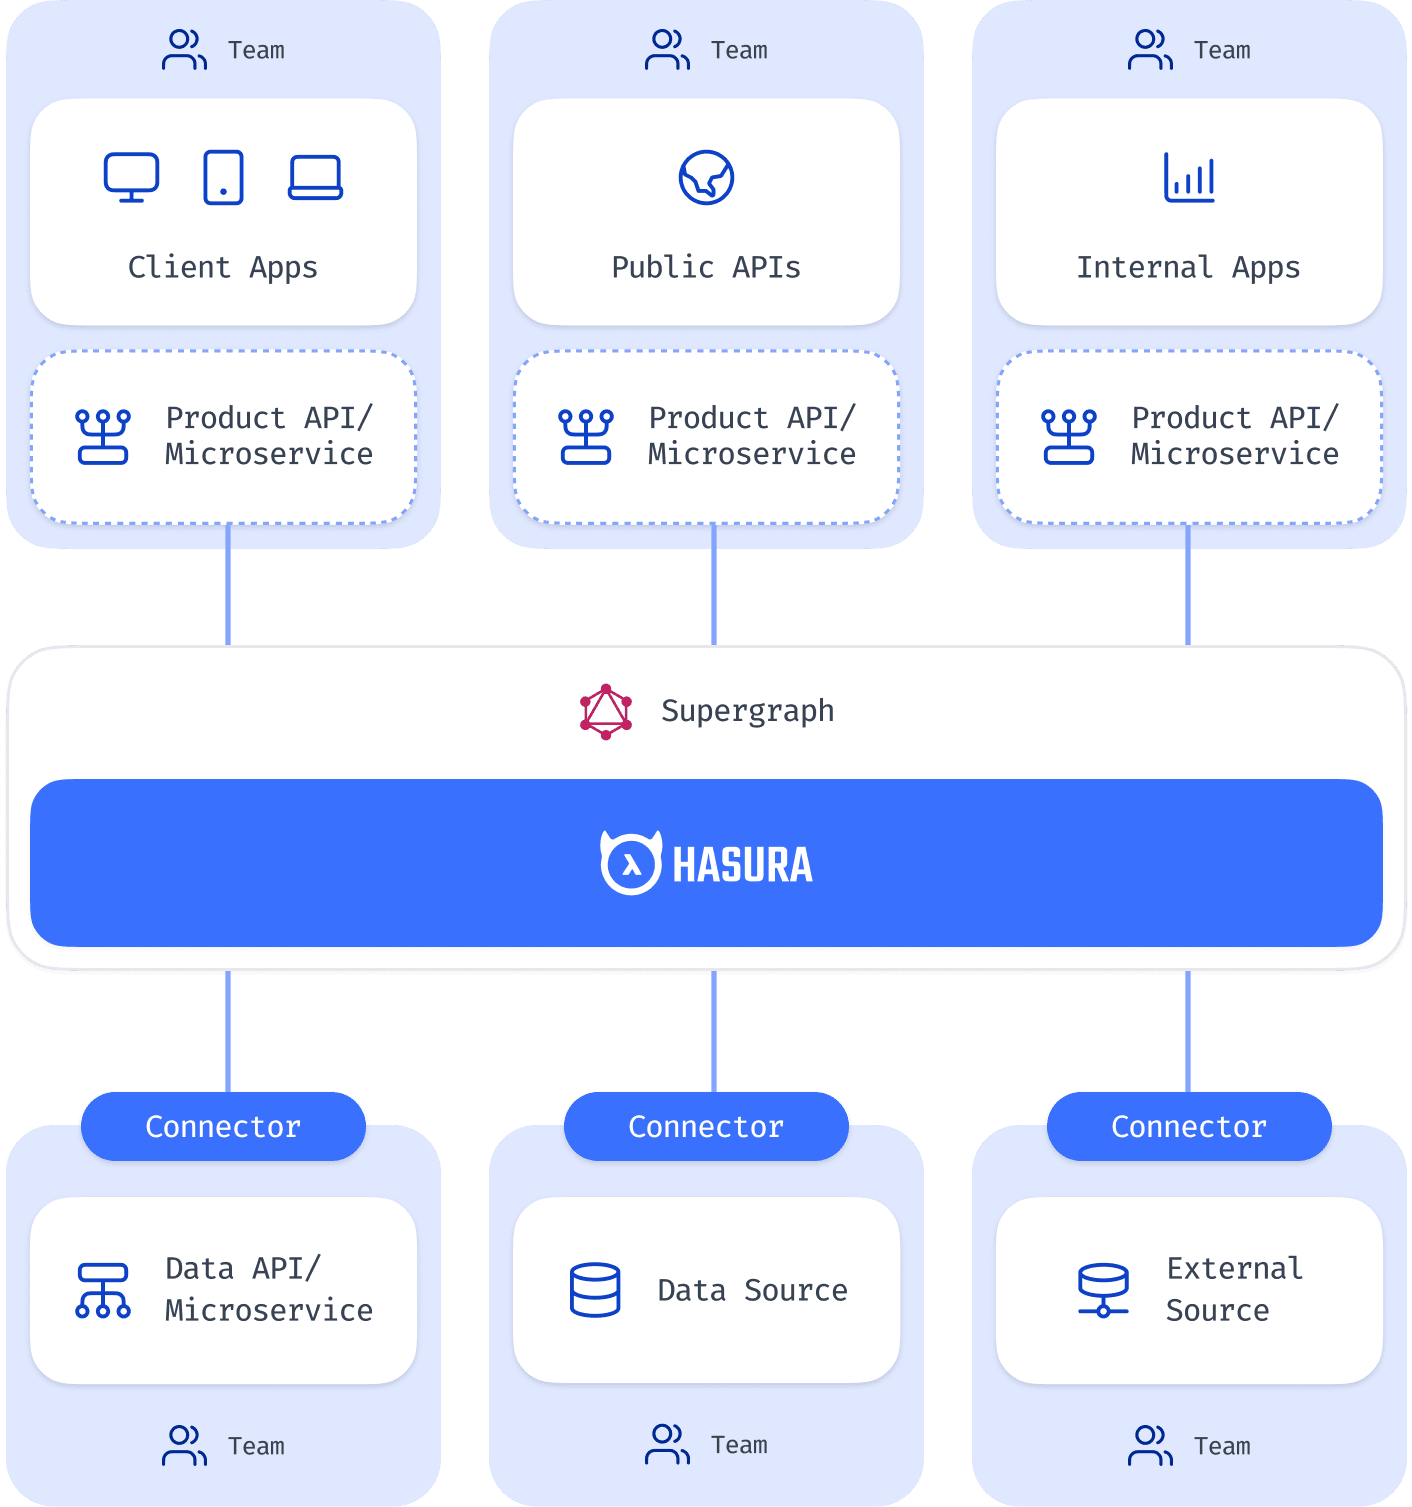 Team
Team
Team
Client Apps
Public APIs
Internal Apps
Product API/
Microservice
Product API/
Microservice
Product API/
Microservice
Supergraph
HASURA
Connector
Connector
Connector
Data API/
Microservice
Data Source
External
Source
Team
Team
Team